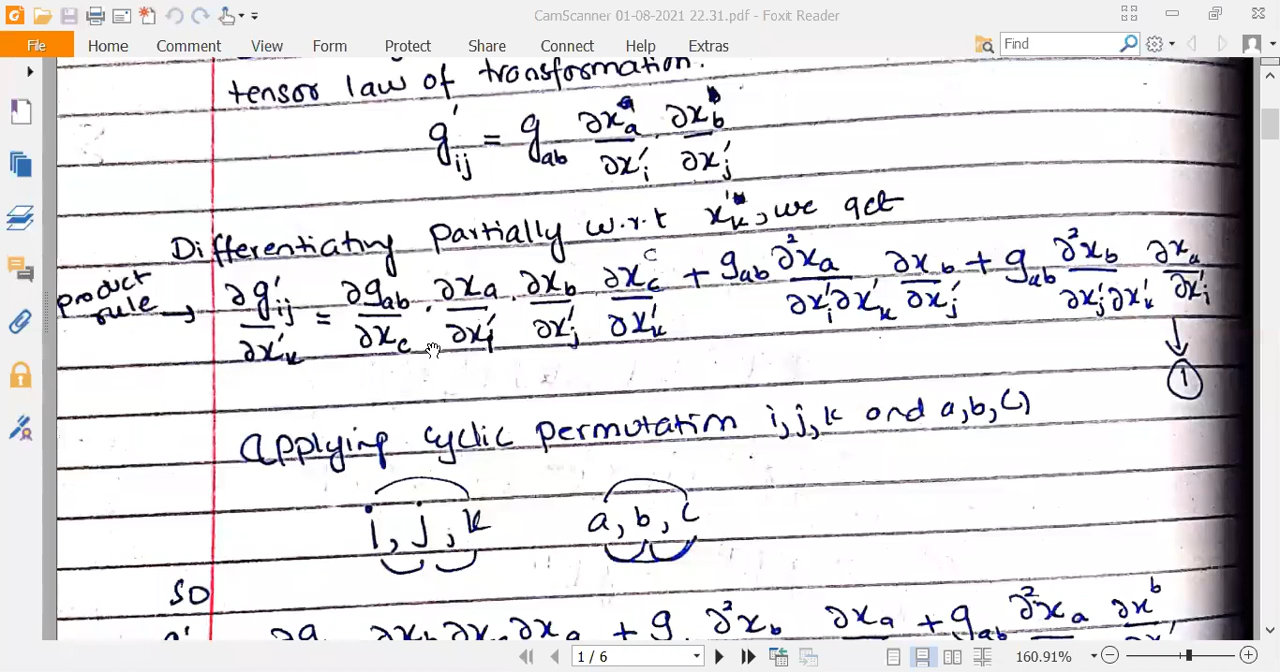 CamScanner 01-08-2021 22.31.pdf - Foxit Reader
File Home Comment View Form Protect Share Connect Help Extras Find
tensor law of transformation.
g'ij = gab ∂xa/∂x'i · ∂xb/∂x'j
Differentiating Partially w.r.t x'k, we get
Product rule → ∂g'ij/∂x'k = ∂gab/∂xc · ∂xa/∂x'i · ∂xb/∂x'j ∂xc/∂x'k + gab ∂²xa/∂x'i∂x'k ∂xb/∂x'j + gab ∂²xb/∂x'j∂x'k ∂xa/∂x'i
↓
①
Applying cyclic permutation i,j,k and a,b,c)
i, j, k a, b, c
so
1 / 6 160.91%